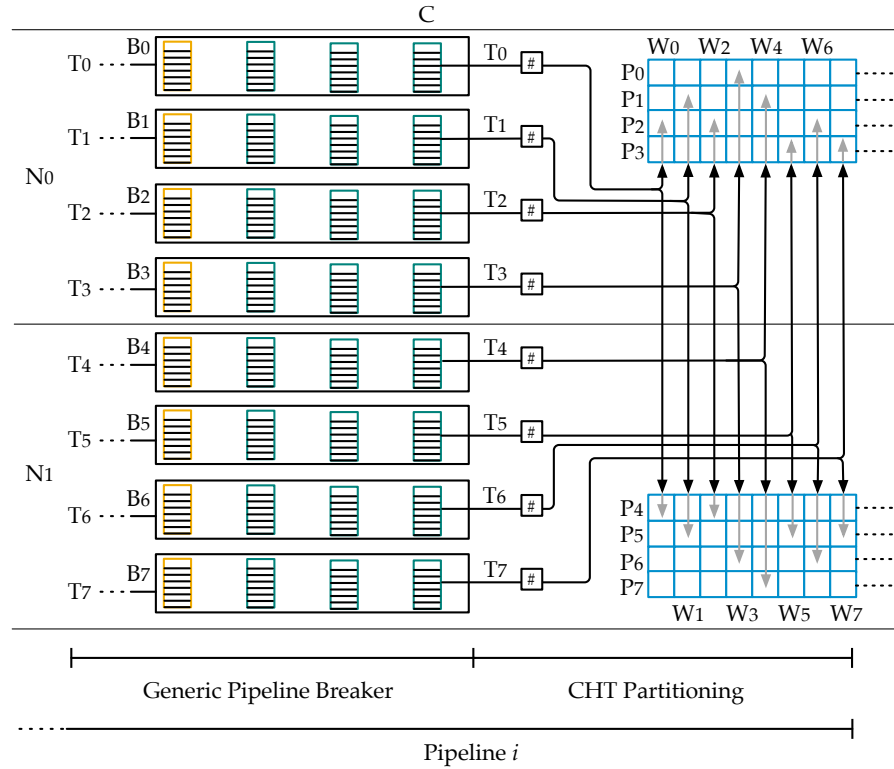 C
B0 T0 W0 W2 W4 W6
T0 # P0
B1 T1 P1
T1 # P2
P3
N0
B2 T2
T2 #
B3 T3
T3 #
B4 T4
T4 #
B5 T5
T5 #
N1
B6 T6 P4
T6 # P5
B7 T7 P6
T7 # P7
W1 W3 W5 W7
Generic Pipeline Breaker CHT Partitioning
Pipeline i